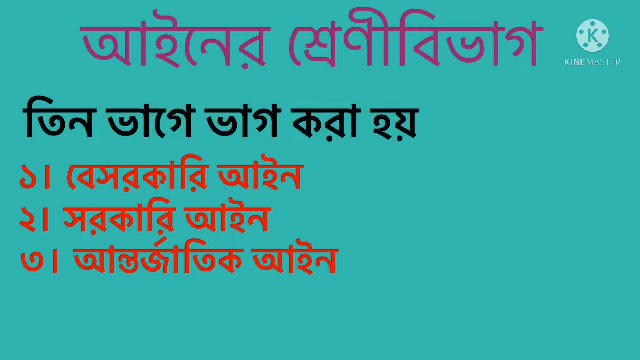 আইনের শ্রেণীবিভাগ
KINEMASTER
তিন ভাগে ভাগ করা হয়
১। বেসরকারি আইন
২। সরকারি আইন
৩। আন্তর্জাতিক আইন